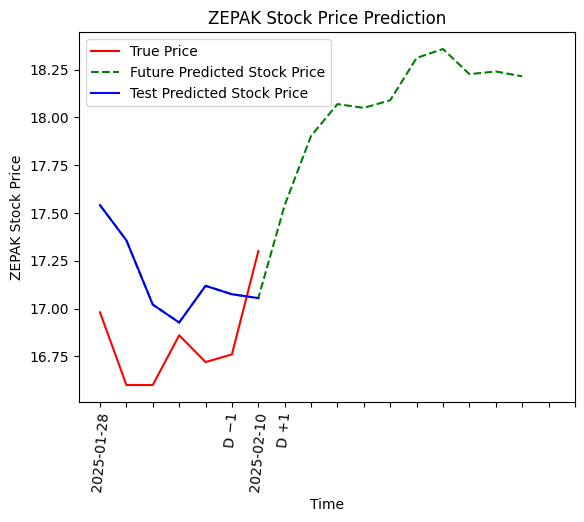 ZEPAK Stock Price Prediction
True Price
Future Predicted Stock Price
Test Predicted Stock Price
ZEPAK Stock Price
18.25
18.00
17.75
17.50
17.25
17.00
16.75
2025-01-28
D −1
2025-02-10
D +1
Time